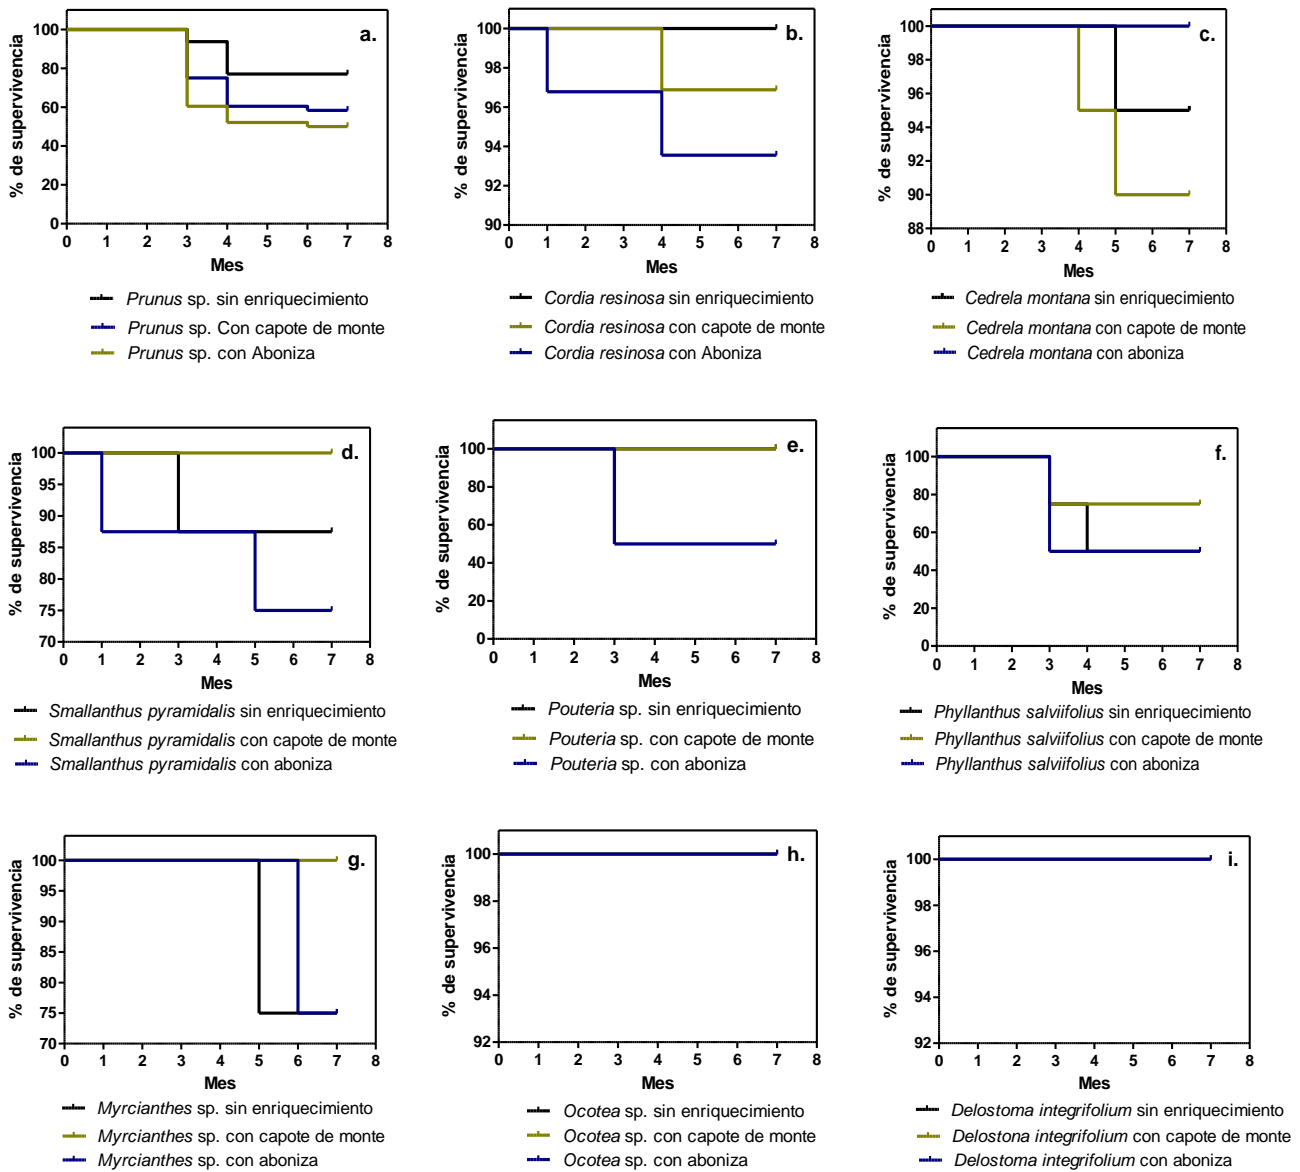 a.
% de supervivencia
100
80
60
40
20
0
0 1 2 3 4 5 6 7 8
Mes
Prunus sp. sin enriquecimiento
Prunus sp. Con capote de monte
Prunus sp. con Aboniza
b.
% de supervivencia
100
98
96
94
92
90
0 1 2 3 4 5 6 7 8
Mes
Cordia resinosa sin enriquecimiento
Cordia resinosa con capote de monte
Cordia resinosa con Aboniza
c.
% de supervivencia
100
98
96
94
92
90
88
0 1 2 3 4 5 6 7 8
Mes
Cedrela montana sin enriquecimiento
Cedrela montana con capote de monte
Cedrela montana con aboniza
d.
% de supervivencia
100
95
90
85
80
75
70
0 1 2 3 4 5 6 7 8
Mes
Smallanthus pyramidalis sin enriquecimiento
Smallanthus pyramidalis con capote de monte
Smallanthus pyramidalis con aboniza
e.
% de supervivencia
100
80
60
40
20
0
0 1 2 3 4 5 6 7 8
Mes
Pouteria sp. sin enriquecimiento
Pouteria sp. con capote de monte
Pouteria sp. con aboniza
f.
% de supervivencia
100
80
60
40
20
0
0 1 2 3 4 5 6 7 8
Mes
Phyllanthus salviifolius sin enriquecimiento
Phyllanthus salviifolius con capote de monte
Phyllanthus salviifolius con aboniza
g.
% de supervivencia
100
95
90
85
80
75
70
0 1 2 3 4 5 6 7 8
Mes
Myrcianthes sp. sin enriquecimiento
Myrcianthes sp. con capote de monte
Myrcianthes sp. con aboniza
h.
% de supervivencia
100
98
96
94
92
0 1 2 3 4 5 6 7 8
Mes
Ocotea sp. sin enriquecimiento
Ocotea sp. con capote de monte
Ocotea sp. con aboniza
i.
% de supervivencia
100
98
96
94
92
0 1 2 3 4 5 6 7 8
Mes
Delostoma integrifolium sin enriquecimiento
Delostona integrifolium con capote de monte
Delostoma integrifolium con aboniza